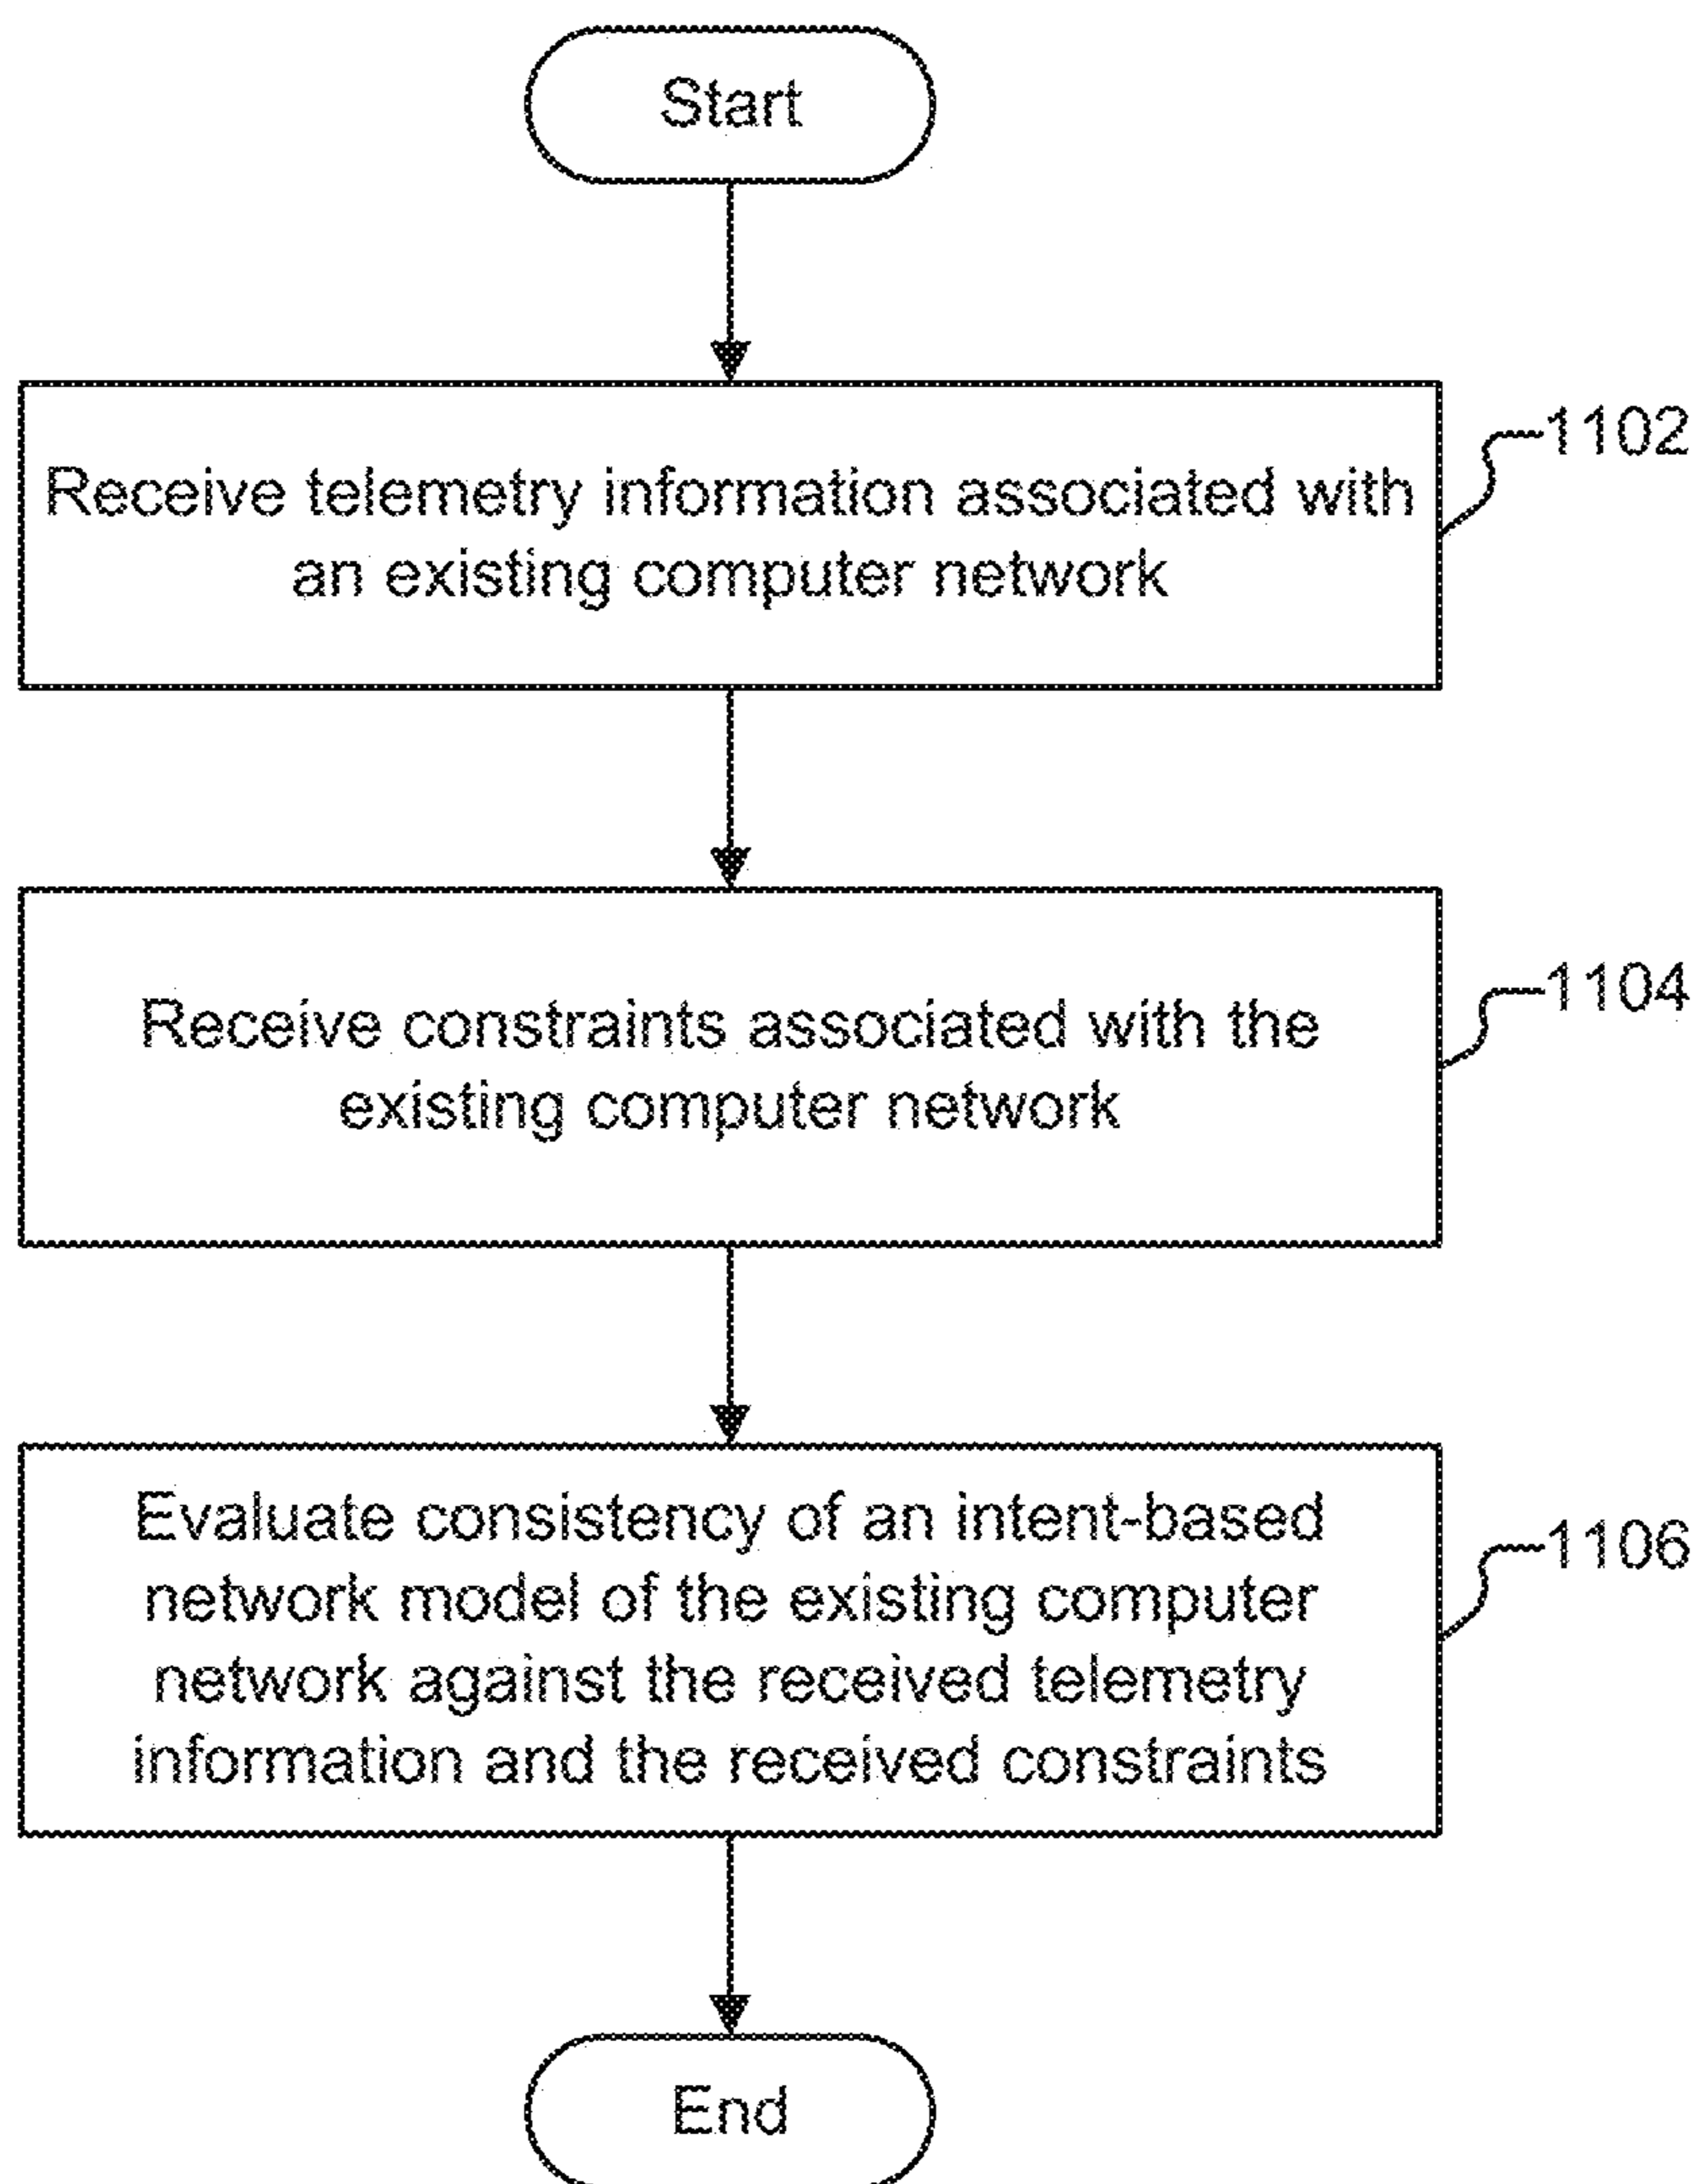 Start
1102
Receive telemetry information associated with
an existing computer network
1104
Receive constraints associated with the
existing computer network
1106
Evaluate consistency of an intent-based
network model of the existing computer
network against the received telemetry
information and the received constraints
End